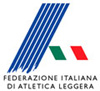 FEDERAZIONE ITALIANA
DI ATLETICA LEGGERA